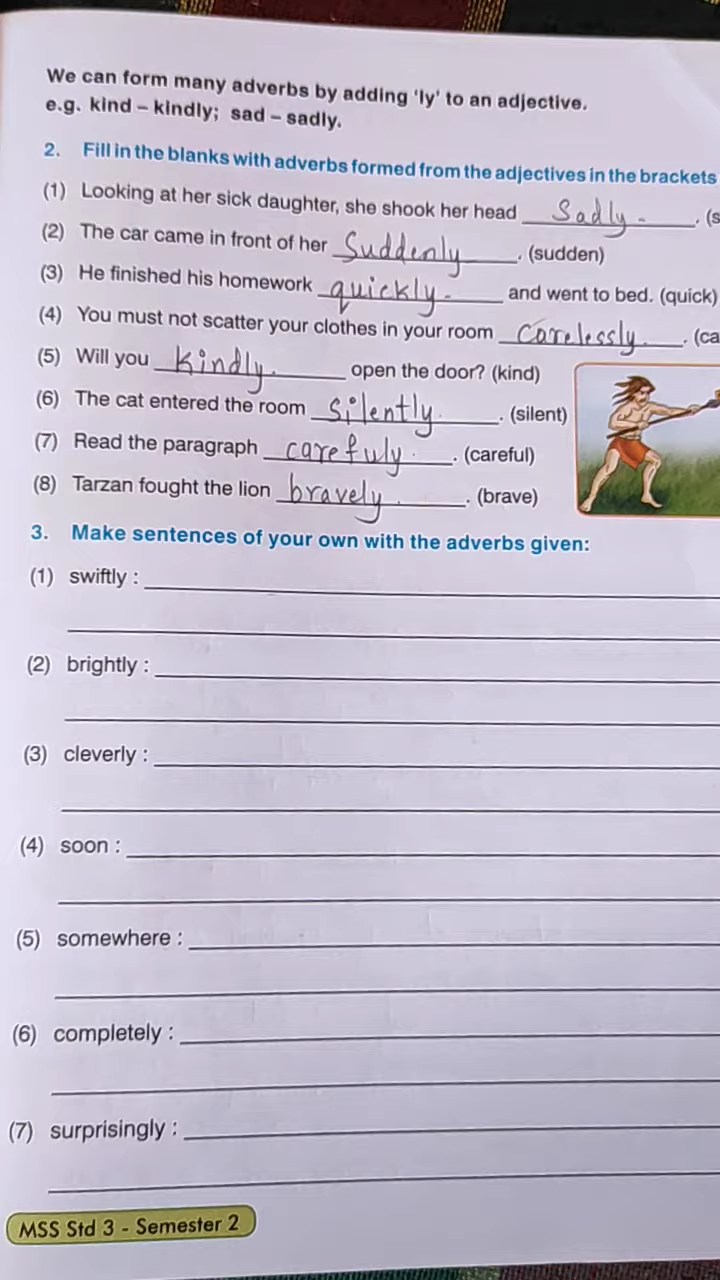 We can form many adverbs by adding 'ly' to an adjective.
e.g. kind – kindly; sad – sadly.
2. Fill in the blanks with adverbs formed from the adjectives in the brackets
(1) Looking at her sick daughter, she shook her head Sadly. (s
(2) The car came in front of her Suddenly. (sudden)
(3) He finished his homework quickly and went to bed. (quick)
(4) You must not scatter your clothes in your room carelessly. (ca
(5) Will you kindly open the door? (kind)
(6) The cat entered the room silently. (silent)
(7) Read the paragraph carefuly. (careful)
(8) Tarzan fought the lion bravely. (brave)
3. Make sentences of your own with the adverbs given:
(1) swiftly :
(2) brightly :
(3) cleverly :
(4) soon :
(5) somewhere :
(6) completely :
(7) surprisingly :
MSS Std 3 - Semester 2